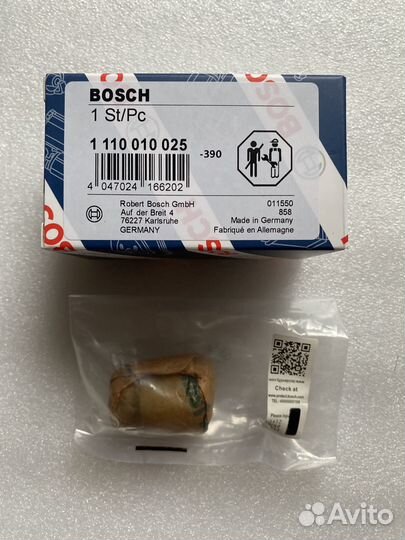 BOSCH
1 St/Pc
1 110 010 025
-390
4 047024 166202
Robert Bosch GmbH
Auf der Breit 4
76227 Karlsruhe
GERMANY
011550
858
Made in Germany
Fabriqué en Allemagne
Check at
www.protect.bosch.com
Please
Avito